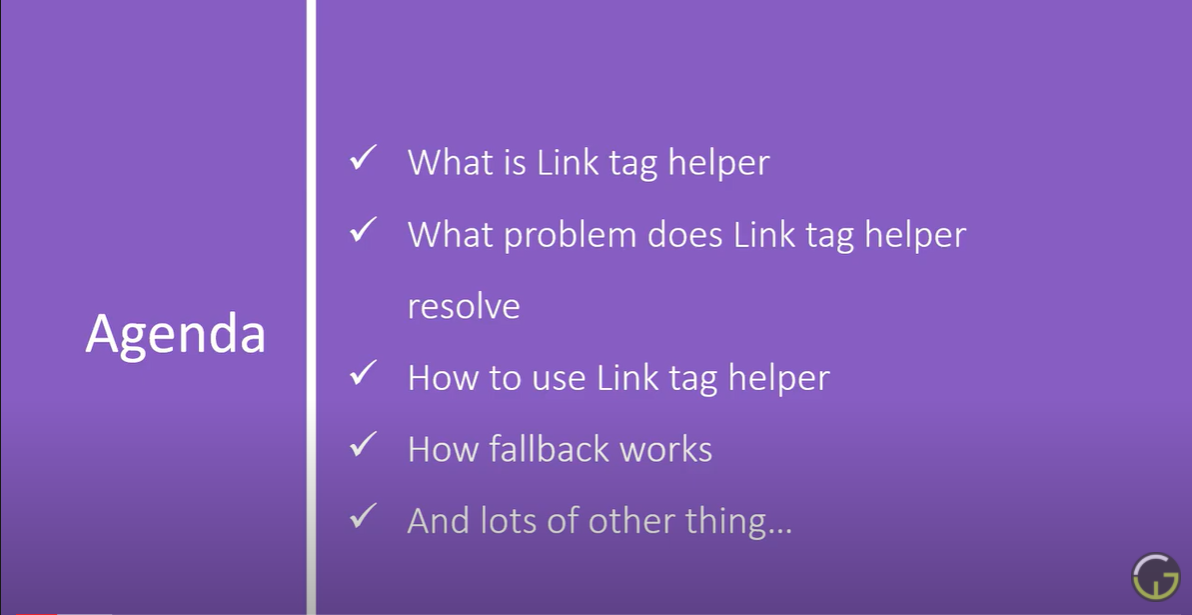 Agenda
✓ What is Link tag helper
✓ What problem does Link tag helper
resolve
✓ How to use Link tag helper
✓ How fallback works
✓ And lots of other thing...